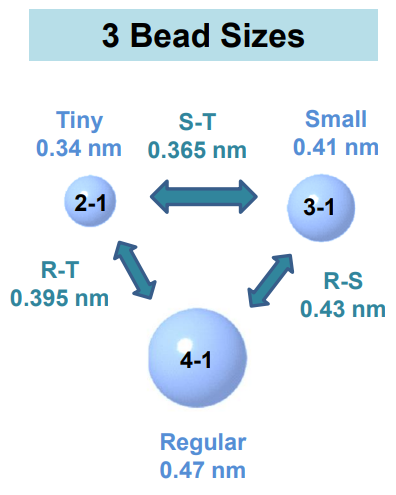 3 Bead Sizes
Tiny
0.34 nm
S-T
0.365 nm
Small
0.41 nm
2-1
3-1
R-T
0.395 nm
R-S
0.43 nm
4-1
Regular
0.47 nm